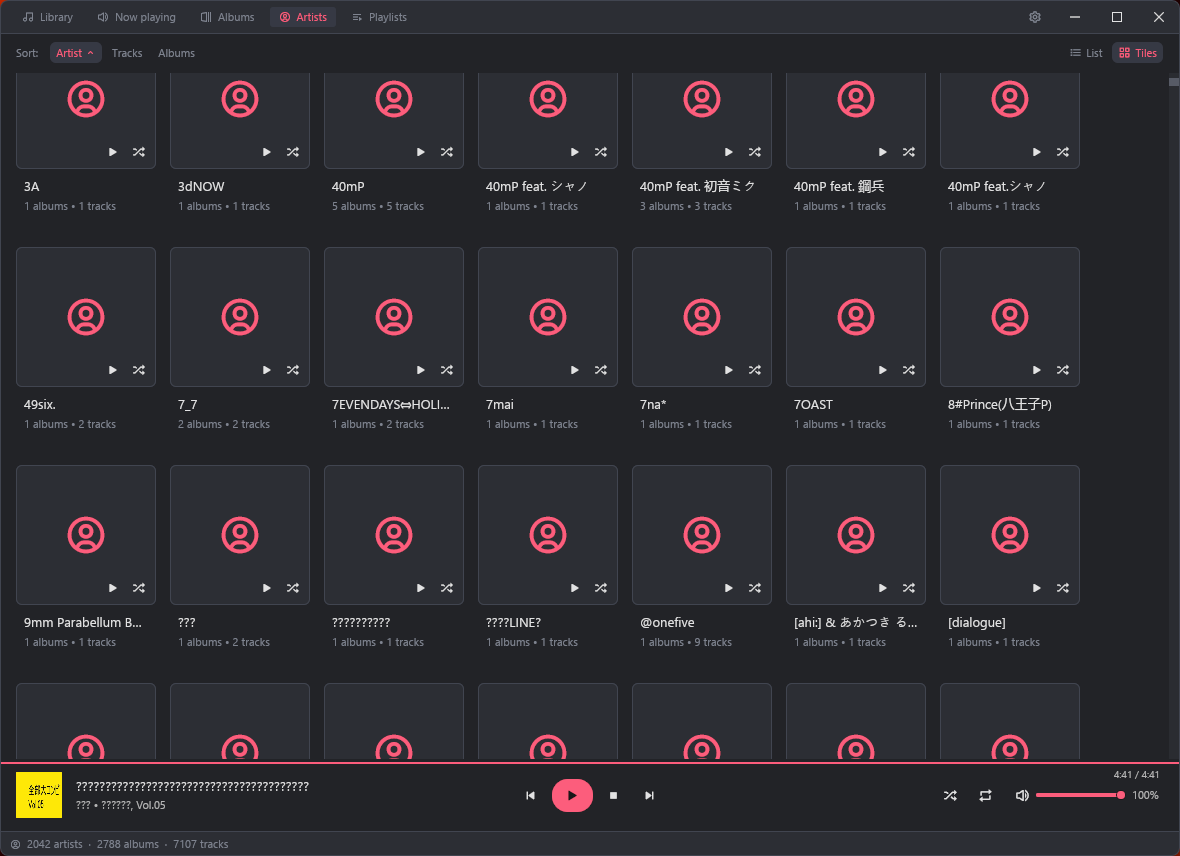 Library Now playing Albums Artists Playlists
Sort: Artist Tracks Albums List Tiles
3A 3dNOW 40mP 40mP feat. シャノ 40mP feat. 初音ミク 40mP feat. 鋼兵 40mP feat.シャノ
1 albums • 1 tracks 1 albums • 1 tracks 5 albums • 5 tracks 1 albums • 1 tracks 3 albums • 3 tracks 1 albums • 1 tracks 1 albums • 1 tracks
49six. 7_7 7EVENDAYS⇔HOLI... 7mai 7na* 7OAST 8#Prince(八王子P)
1 albums • 2 tracks 2 albums • 2 tracks 1 albums • 2 tracks 1 albums • 1 tracks 1 albums • 1 tracks 1 albums • 1 tracks 1 albums • 1 tracks
9mm Parabellum B... ??? ?????????? ????LINE? @onefive [ahi:] & あかつき る... [dialogue]
1 albums • 1 tracks 1 albums • 2 tracks 1 albums • 1 tracks 1 albums • 1 tracks 1 albums • 9 tracks 1 albums • 1 tracks 1 albums • 1 tracks
4:41 / 4:41
全部大コンピ
Vol.05
????????????????????????????????????????
??? • ??????, Vol.05
100%
2042 artists · 2788 albums · 7107 tracks